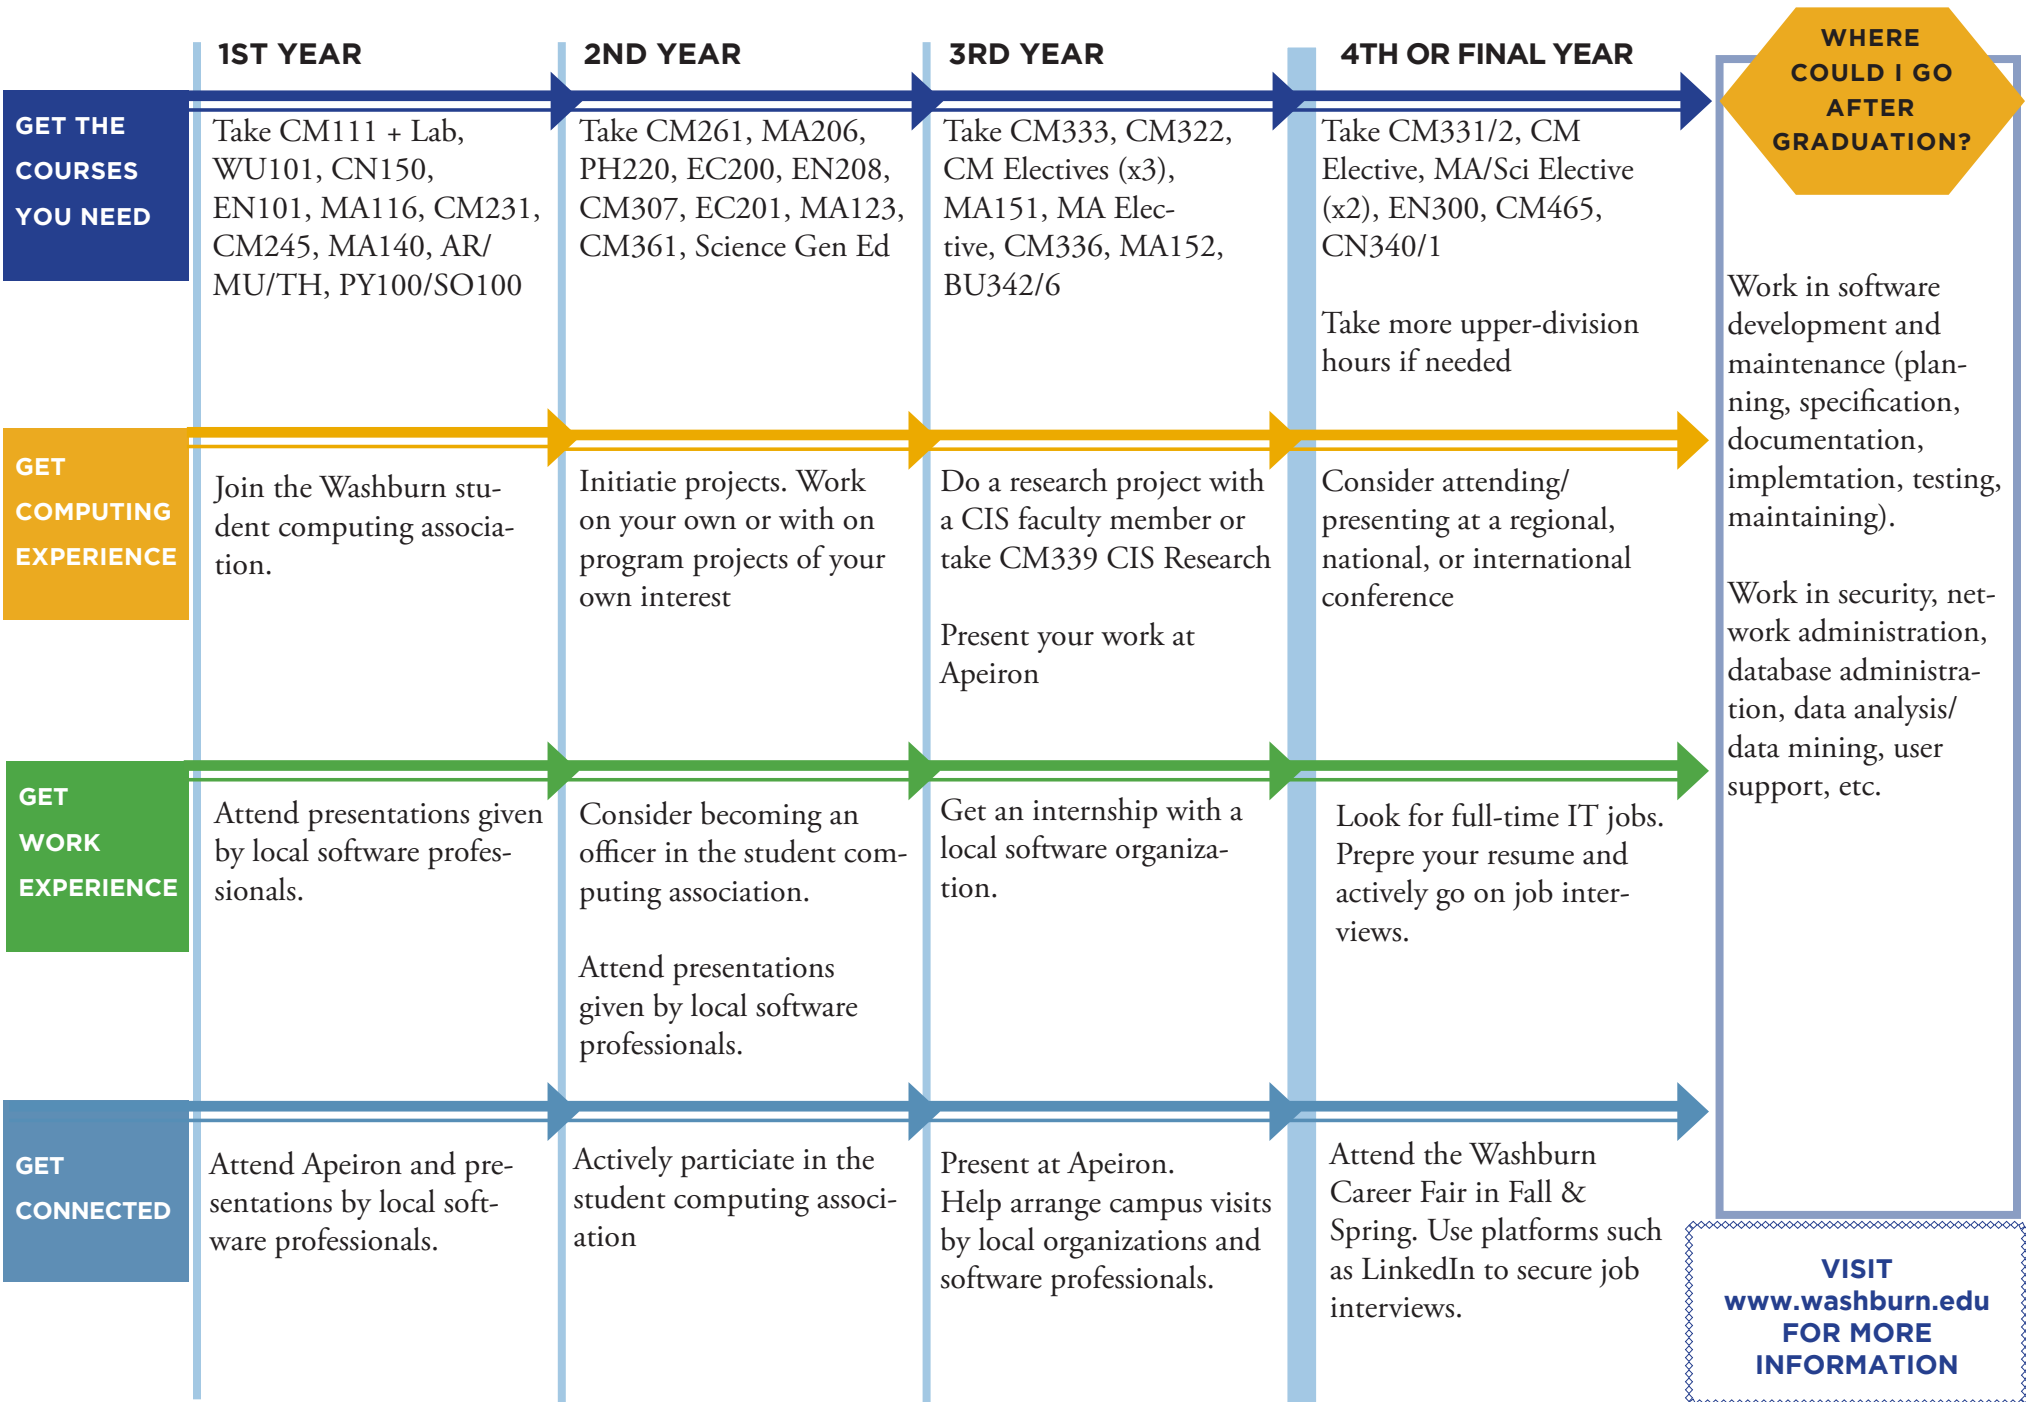 1ST YEAR
2ND YEAR
3RD YEAR
4TH OR FINAL YEAR
WHERE
COULD I GO
AFTER
GRADUATION?
GET THE
COURSES
YOU NEED
Take CM111 + Lab,
WU101, CN150,
EN101, MA116, CM231,
CM245, MA140, AR/
MU/TH, PY100/SO100
Take CM261, MA206,
PH220, EC200, EN208,
CM307, EC201, MA123,
CM361, Science Gen Ed
Take CM333, CM322,
CM Electives (x3),
MA151, MA Elec-
tive, CM336, MA152,
BU342/6
Take CM331/2, CM
Elective, MA/Sci Elective
(x2), EN300, CM465,
CN340/1
Take more upper-division
hours if needed
GET
COMPUTING
EXPERIENCE
Join the Washburn stu-
dent computing associa-
tion.
Initiatie projects. Work
on your own or with on
program projects of your
own interest
Do a research project with
a CIS faculty member or
take CM339 CIS Research
Present your work at
Apeiron
Consider attending/
presenting at a regional,
national, or international
conference
GET
WORK
EXPERIENCE
Attend presentations given
by local software profes-
sionals.
Consider becoming an
officer in the student com-
puting association.
Attend presentations
given by local software
professionals.
Get an internship with a
local software organiza-
tion.
Look for full-time IT jobs.
Prepre your resume and
actively go on job inter-
views.
GET
CONNECTED
Attend Apeiron and pre-
sentations by local soft-
ware professionals.
Actively particiate in the
student computing associ-
ation
Present at Apeiron.
Help arrange campus visits
by local organizations and
software professionals.
Attend the Washburn
Career Fair in Fall &
Spring. Use platforms such
as LinkedIn to secure job
interviews.
Work in software
development and
maintenance (plan-
ning, specification,
documentation,
implemtation, testing,
maintaining).
Work in security, net-
work administration,
database administra-
tion, data analysis/
data mining, user
support, etc.
VISIT
www.washburn.edu
FOR MORE
INFORMATION